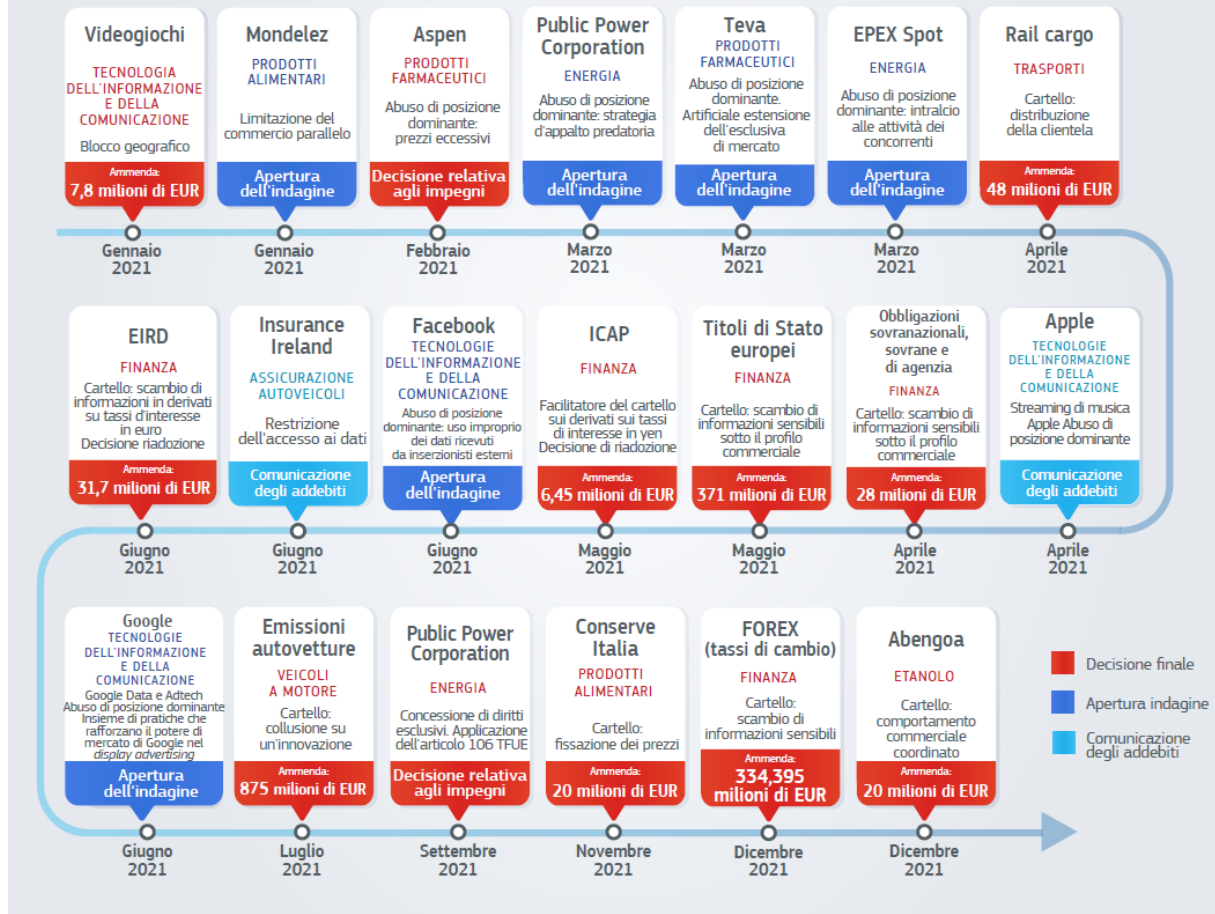 Videogiochi
TECNOLOGIA
DELL'INFORMAZIONE
E DELLA
COMUNICAZIONE
Blocco geografico
Ammenda:
7,8 milioni di EUR
Gennaio
2021
Mondelez
PRODOTTI
ALIMENTARI
Limitazione del
commercio parallelo
Apertura
dell'indagine
Gennaio
2021
Aspen
PRODOTTI
FARMACEUTICI
Abuso di posizione
dominante:
prezzi eccessivi
Decisione relativa
agli impegni
Febbraio
2021
Public Power
Corporation
ENERGIA
Abuso di posizione
dominante: strategia
d'appalto predatoria
Apertura
dell'indagine
Marzo
2021
Teva
PRODOTTI
FARMACEUTICI
Abuso di posizione
dominante.
Artificiale estensione
dell'esclusiva
di mercato
Apertura
dell'indagine
Marzo
2021
EPEX Spot
ENERGIA
Abuso di posizione
dominante: intralcio
alle attività dei
concorrenti
Apertura
dell'indagine
Marzo
2021
Rail cargo
TRASPORTI
Cartello:
distribuzione
della clientela
Ammenda:
48 milioni di EUR
Aprile
2021
EIRD
FINANZA
Cartello: scambio di
informazioni in derivati
su tassi d'interesse
in euro
Decisione riadozione
Ammenda:
31,7 milioni di EUR
Giugno
2021
Insurance
Ireland
ASSICURAZIONE
AUTOVEICOLI
Restrizione
dell'accesso ai dati
Comunicazione
degli addebiti
Giugno
2021
Facebook
TECNOLOGIE
DELL'INFORMAZIONE
E DELLA
COMUNICAZIONE
Abuso di posizione
dominante: uso improprio
dei dati ricevuti
da inserzionisti esterni
Apertura
dell'indagine
Giugno
2021
ICAP
FINANZA
Facilitatore del cartello
sui derivati sui tassi
di interesse in yen
Decisione di riadozione
Ammenda:
6,45 milioni di EUR
Maggio
2021
Titoli di Stato
europei
FINANZA
Cartello: scambio di
informazioni sensibili
sotto il profilo
commerciale
Ammenda:
371 milioni di EUR
Maggio
2021
Obbligazioni
sovranazionali,
sovrane e
di agenzia
FINANZA
Cartello: scambio di
informazioni sensibili
sotto il profilo
commerciale
Ammenda:
28 milioni di EUR
Aprile
2021
Apple
TECNOLOGIE
DELL'INFORMAZIONE
E DELLA
COMUNICAZIONE
Streaming di musica
Apple Abuso di
posizione dominante
Comunicazione
degli addebiti
Aprile
2021
Google
TECNOLOGIE
DELL'INFORMAZIONE
E DELLA
COMUNICAZIONE
Google Data e Adtech
Abuso di posizione dominante
Insieme di pratiche che
rafforzano il potere di
mercato di Google nel
display advertising
Apertura
dell'indagine
Giugno
2021
Emissioni
autovetture
VEICOLI
A MOTORE
Cartello:
collusione su
un'innovazione
Ammenda:
875 milioni di EUR
Luglio
2021
Public Power
Corporation
ENERGIA
Concessione di diritti
esclusivi. Applicazione
dell'articolo 106 TFUE
Decisione relativa
agli impegni
Settembre
2021
Conserve
Italia
PRODOTTI
ALIMENTARI
Cartello:
fissazione dei prezzi
Ammenda:
20 milioni di EUR
Novembre
2021
FOREX
(tassi di cambio)
FINANZA
Cartello:
scambio di
informazioni sensibili
Ammenda:
334,395
milioni di EUR
Dicembre
2021
Abengoa
ETANOLO
Cartello:
comportamento
commerciale
coordinato
Ammenda:
20 milioni di EUR
Dicembre
2021
Decisione finale
Apertura indagine
Comunicazione
degli addebiti